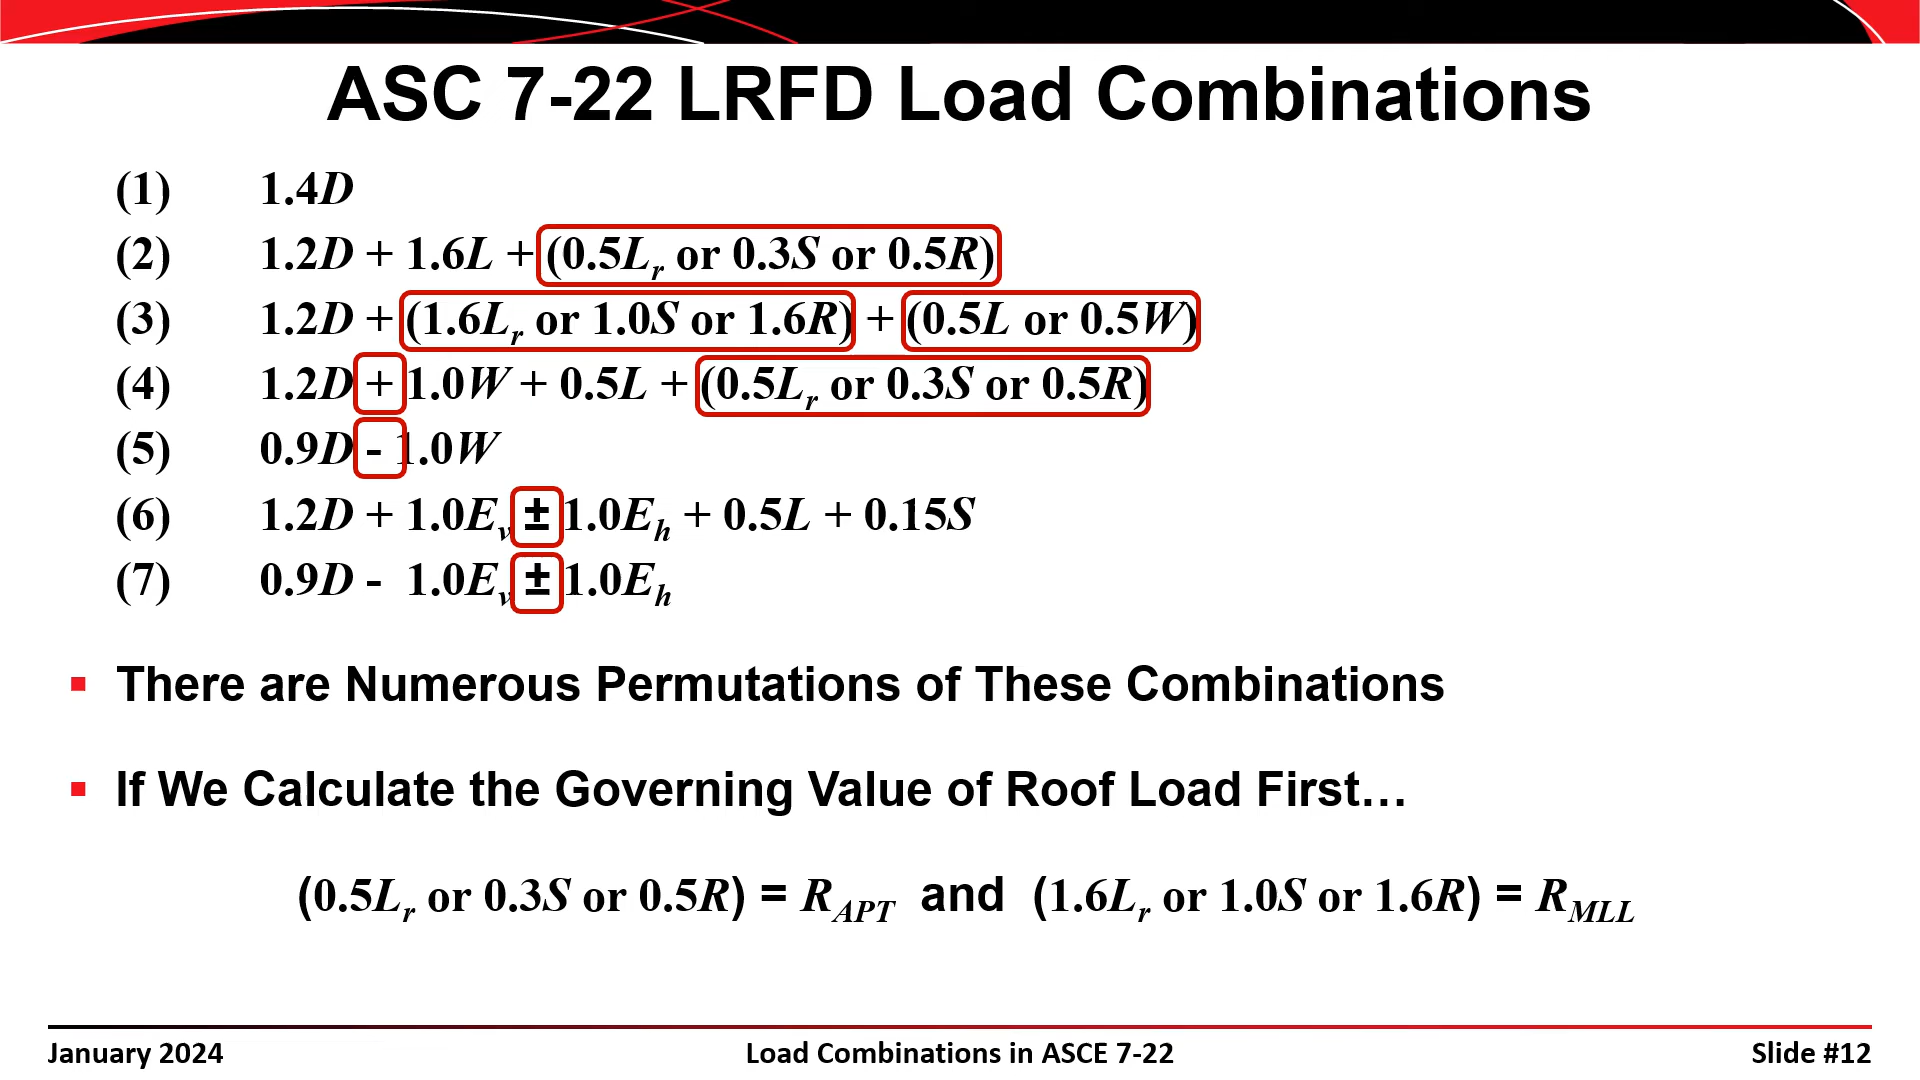 ASC 7-22 LRFD Load Combinations
(1) 1.4D
(2) 1.2D + 1.6L + (0.5Lr or 0.3S or 0.5R)
(3) 1.2D + (1.6Lr or 1.0S or 1.6R) + (0.5L or 0.5W)
(4) 1.2D + 1.0W + 0.5L + (0.5Lr or 0.3S or 0.5R)
(5) 0.9D - 1.0W
(6) 1.2D + 1.0Ev ± 1.0Eh + 0.5L + 0.15S
(7) 0.9D - 1.0Ev ± 1.0Eh
▪ There are Numerous Permutations of These Combinations
▪ If We Calculate the Governing Value of Roof Load First…
(0.5Lr or 0.3S or 0.5R) = RAPT and (1.6Lr or 1.0S or 1.6R) = RMLL
January 2024 Load Combinations in ASCE 7-22 Slide #12